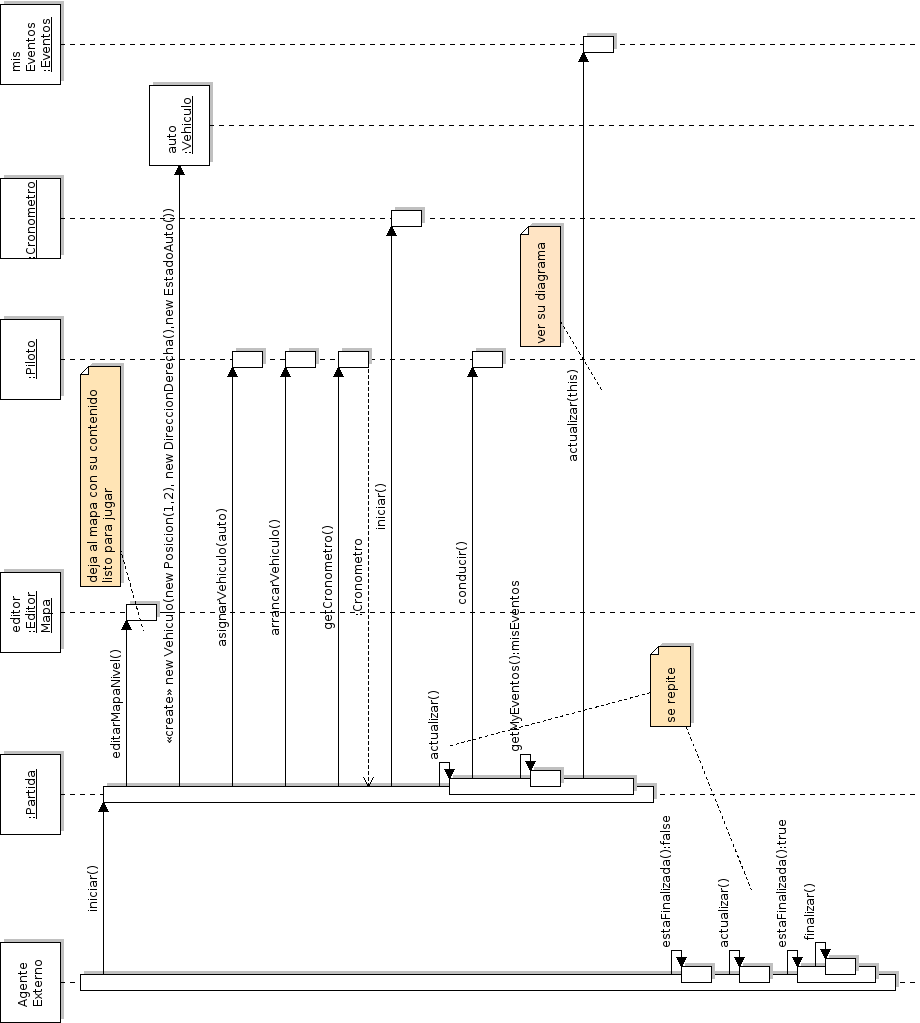 Agente
Externo
:Partida
editor
:Editor
Mapa
:Piloto
:Cronometro
auto
:Vehiculo
mis
Eventos
:Eventos
iniciar()
editarMapaNivel()
deja al mapa con su contenido
listo para jugar
«create» new Vehiculo(new Posicion(1,2), new DireccionDerecha(),new EstadoAuto())
asignarVehiculo(auto)
arrancarVehiculo()
getCronometro()
:Cronometro
iniciar()
actualizar()
conducir()
getMyEventos():misEventos
ver su diagrama
actualizar(this)
se repite
estaFinalizada():false
actualizar()
estaFinalizada():true
finalizar()